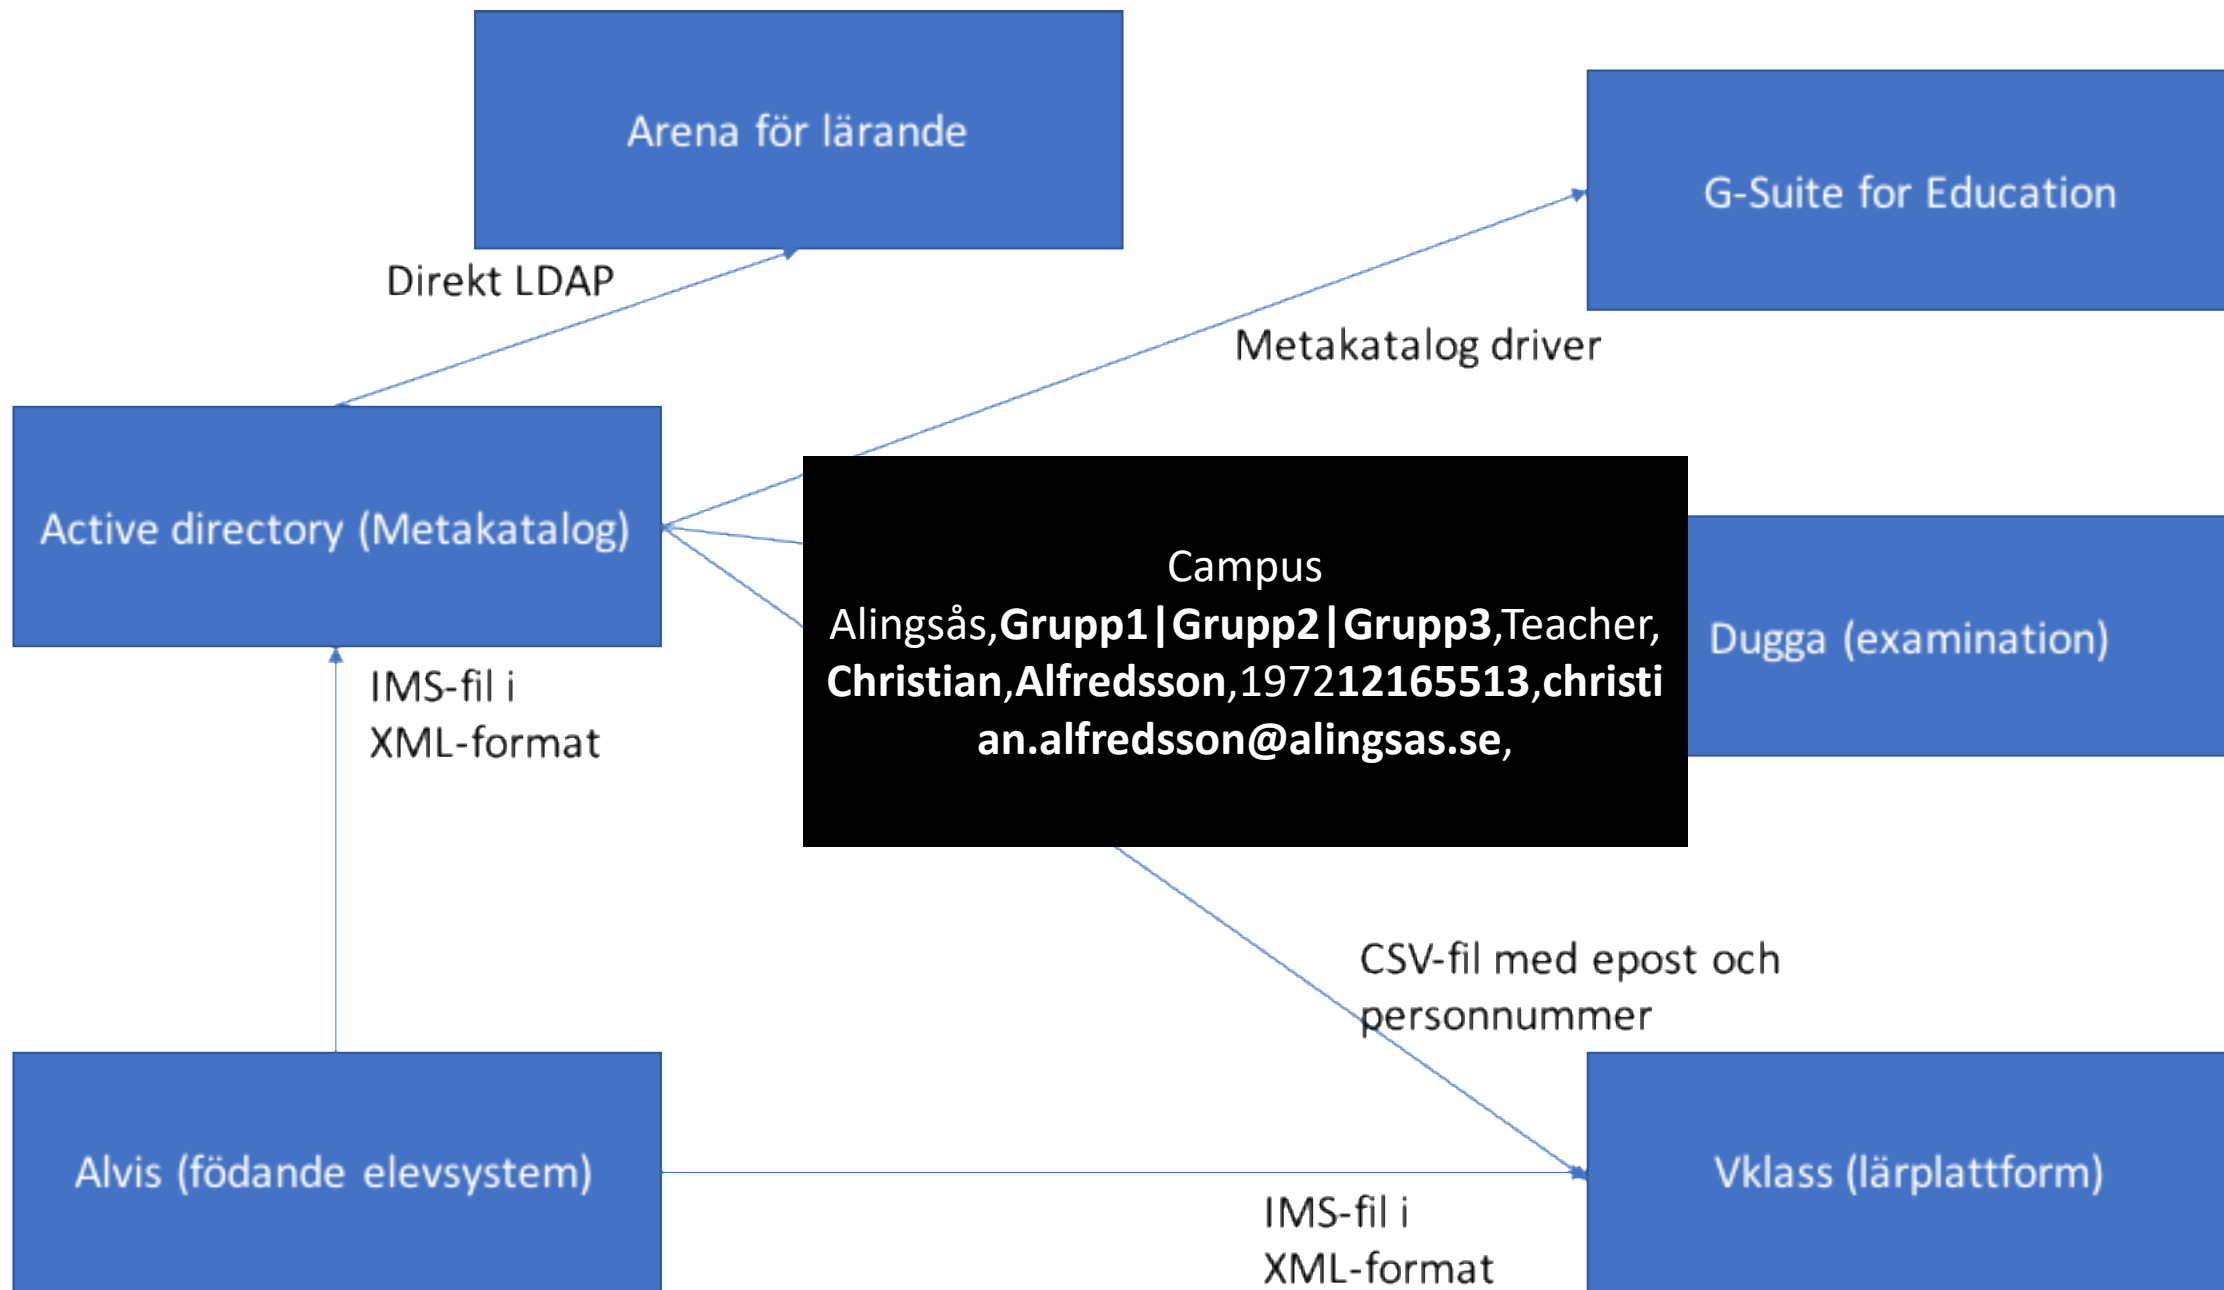 Arena för lärande
G-Suite for Education
Direkt LDAP
Metakatalog driver
Active directory (Metakatalog)
Campus
Alingsås,Grupp1|Grupp2|Grupp3,Teacher,
Christian,Alfredsson,197212165513,christi
an.alfredsson@alingsas.se,
Dugga (examination)
IMS-fil i
XML-format
CSV-fil med epost och
personnummer
Alvis (födande elevsystem)
Vklass (lärplattform)
IMS-fil i
XML-format